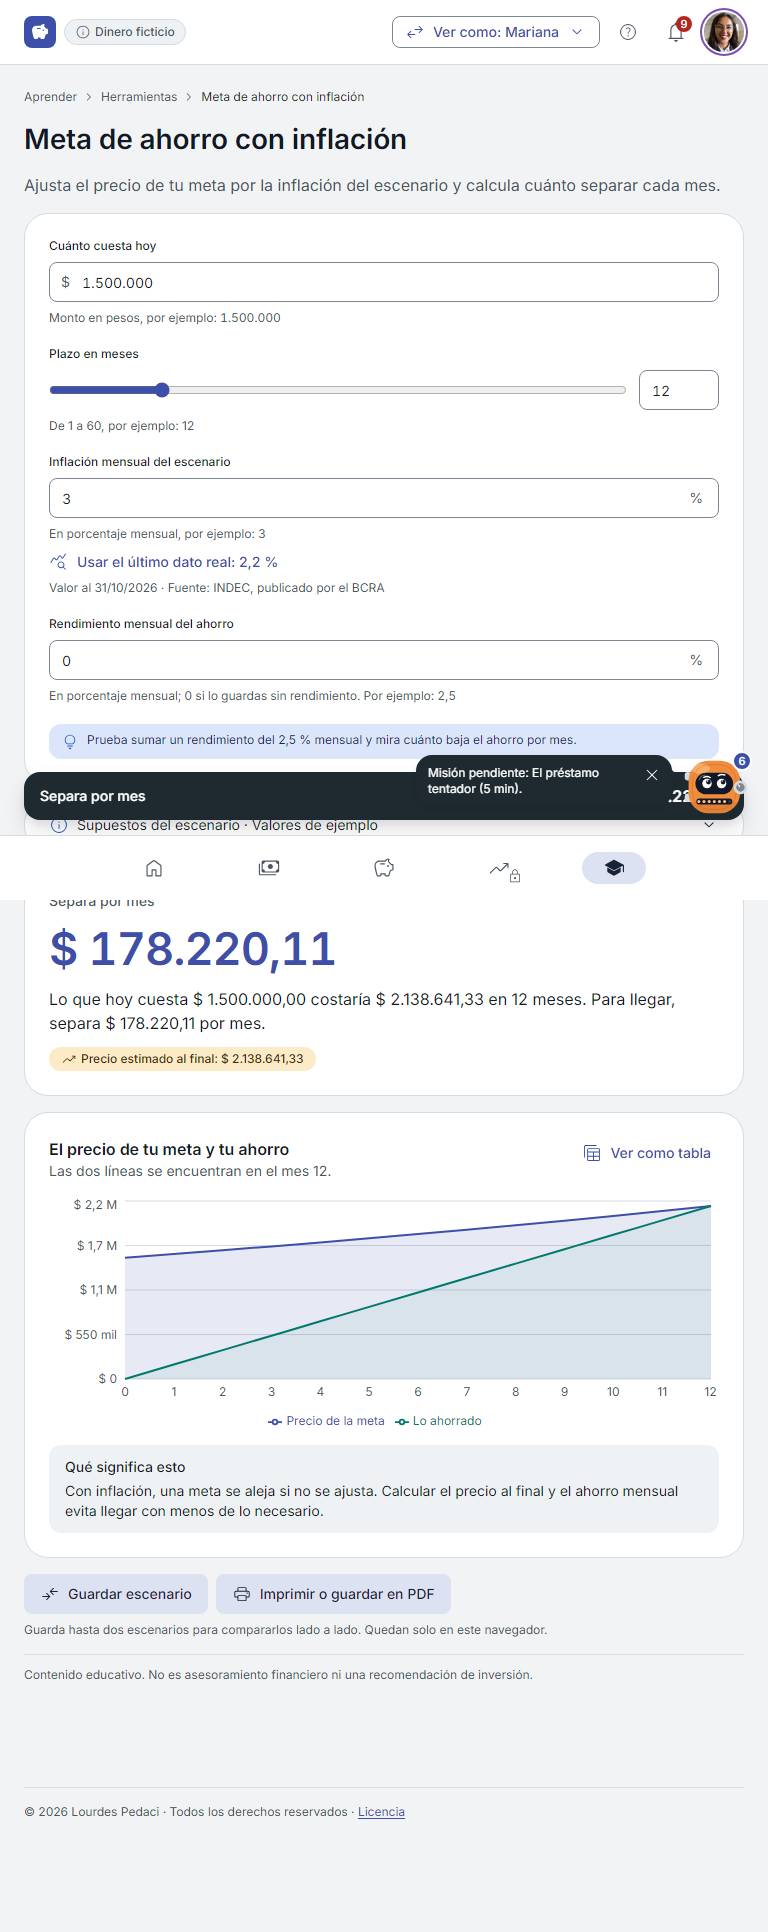 Dinero ficticio
Ver como: Mariana
9
Aprender > Herramientas > Meta de ahorro con inflación
Meta de ahorro con inflación
Ajusta el precio de tu meta por la inflación del escenario y calcula cuánto separar cada mes.
Cuánto cuesta hoy
$ 1.500.000
Monto en pesos, por ejemplo: 1.500.000
Plazo en meses
12
De 1 a 60, por ejemplo: 12
Inflación mensual del escenario
3 %
En porcentaje mensual, por ejemplo: 3
Usar el último dato real: 2,2 %
Valor al 31/10/2026 · Fuente: INDEC, publicado por el BCRA
Rendimiento mensual del ahorro
0 %
En porcentaje mensual; 0 si lo guardas sin rendimiento. Por ejemplo: 2,5
Prueba sumar un rendimiento del 2,5 % mensual y mira cuánto baja el ahorro por mes.
Misión pendiente: El préstamo
tentador (5 min).
6
Separa por mes
Supuestos del escenario · Valores de ejemplo
Separa por mes
$ 178.220,11
Lo que hoy cuesta $ 1.500.000,00 costaría $ 2.138.641,33 en 12 meses. Para llegar,
separa $ 178.220,11 por mes.
Precio estimado al final: $ 2.138.641,33
El precio de tu meta y tu ahorro
Ver como tabla
Las dos líneas se encuentran en el mes 12.
$ 2,2 M
$ 1,7 M
$ 1,1 M
$ 550 mil
$ 0
0 1 2 3 4 5 6 7 8 9 10 11 12
Precio de la meta Lo ahorrado
Qué significa esto
Con inflación, una meta se aleja si no se ajusta. Calcular el precio al final y el ahorro mensual
evita llegar con menos de lo necesario.
Guardar escenario
Imprimir o guardar en PDF
Guarda hasta dos escenarios para compararlos lado a lado. Quedan solo en este navegador.
Contenido educativo. No es asesoramiento financiero ni una recomendación de inversión.
© 2026 Lourdes Pedaci · Todos los derechos reservados · Licencia